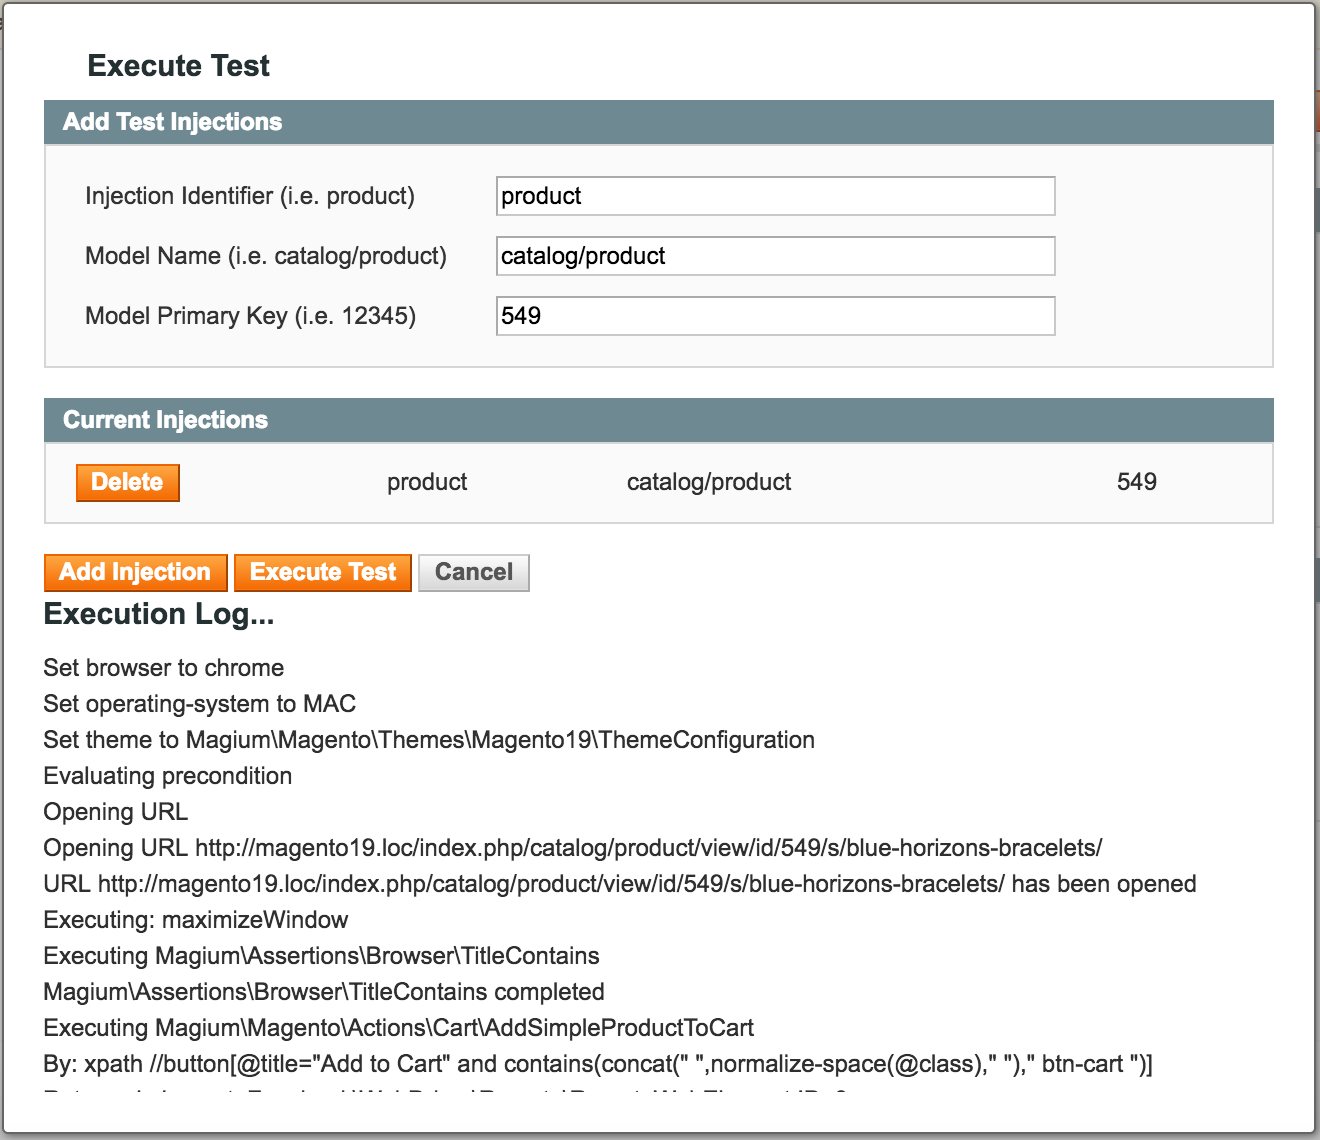 Execute Test
Add Test Injections
Injection Identifier (i.e. product) product
Model Name (i.e. catalog/product) catalog/product
Model Primary Key (i.e. 12345) 549
Current Injections
Delete product catalog/product 549
Add Injection Execute Test Cancel
Execution Log...
Set browser to chrome
Set operating-system to MAC
Set theme to Magium\Magento\Themes\Magento19\ThemeConfiguration
Evaluating precondition
Opening URL
Opening URL http://magento19.loc/index.php/catalog/product/view/id/549/s/blue-horizons-bracelets/
URL http://magento19.loc/index.php/catalog/product/view/id/549/s/blue-horizons-bracelets/ has been opened
Executing: maximizeWindow
Executing Magium\Assertions\Browser\TitleContains
Magium\Assertions\Browser\TitleContains completed
Executing Magium\Magento\Actions\Cart\AddSimpleProductToCart
By: xpath //button[@title="Add to Cart" and contains(concat(" ",normalize-space(@class)," ")," btn-cart ")]